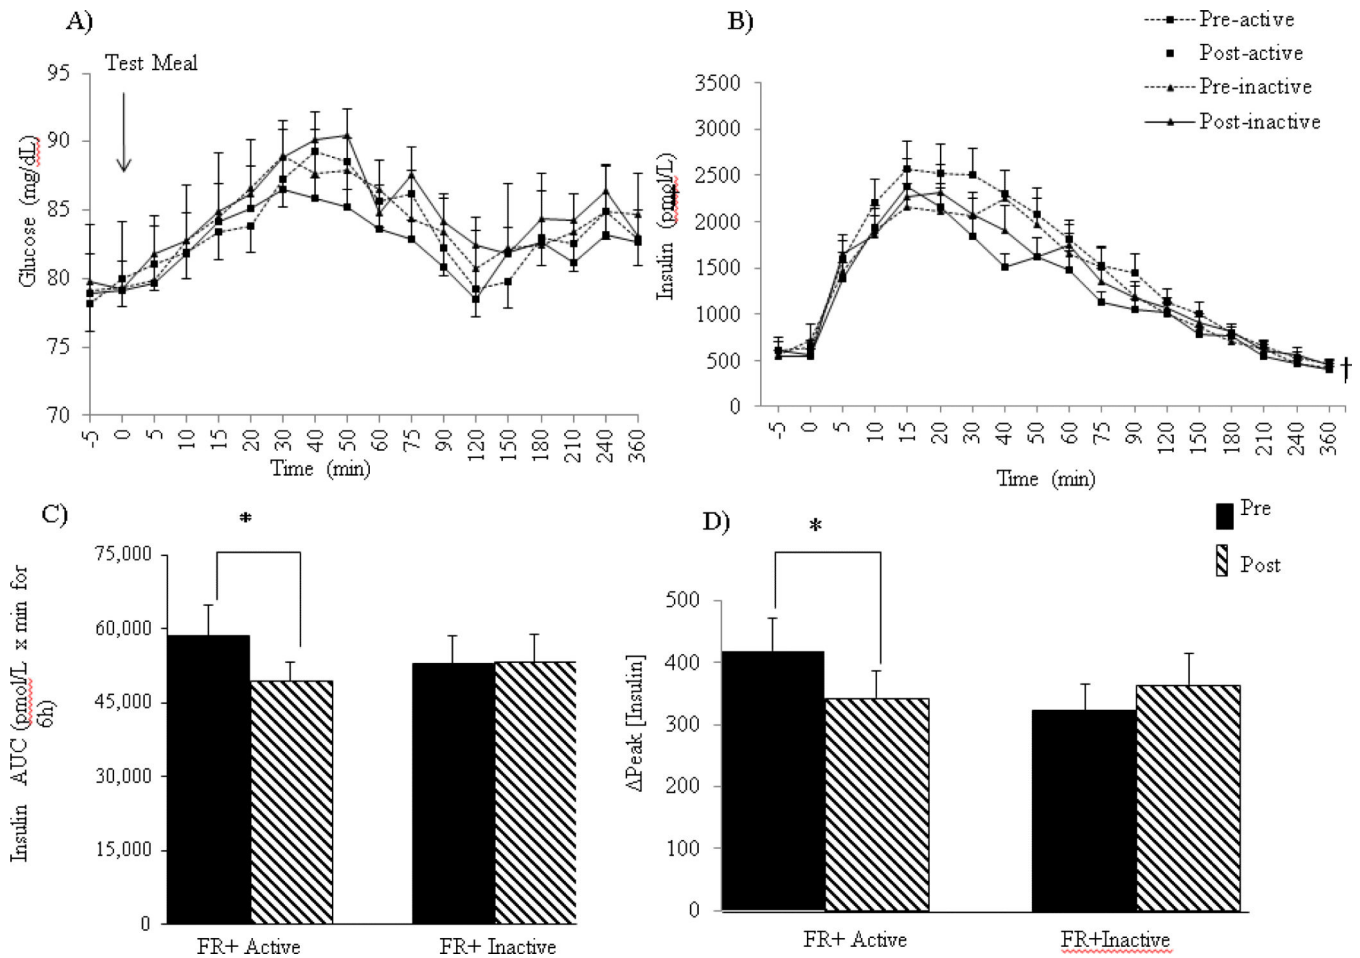 A)
Test Meal
Glucose (mg/dL)
95
90
85
80
75
70
-5 0 5 10 15 20 30 40 50 60 75 90 120 150 180 210 240 360
Time (min)
B)
Pre-active
Post-active
Pre-inactive
Post-inactive
Insulin (pmol/L)
3500
3000
2500
2000
1500
1000
500
0
†
†
-5 0 5 10 15 20 30 40 50 60 75 90 120 150 180 210 240 360
Time (min)
C)
*
Insulin AUC (pmol/L x min for
6h)
75,000
60,000
45,000
30,000
15,000
0
FR+ Active FR+ Inactive
D)
*
Pre
Post
ΔPeak [Insulin]
500
400
300
200
100
0
FR+ Active FR+Inactive